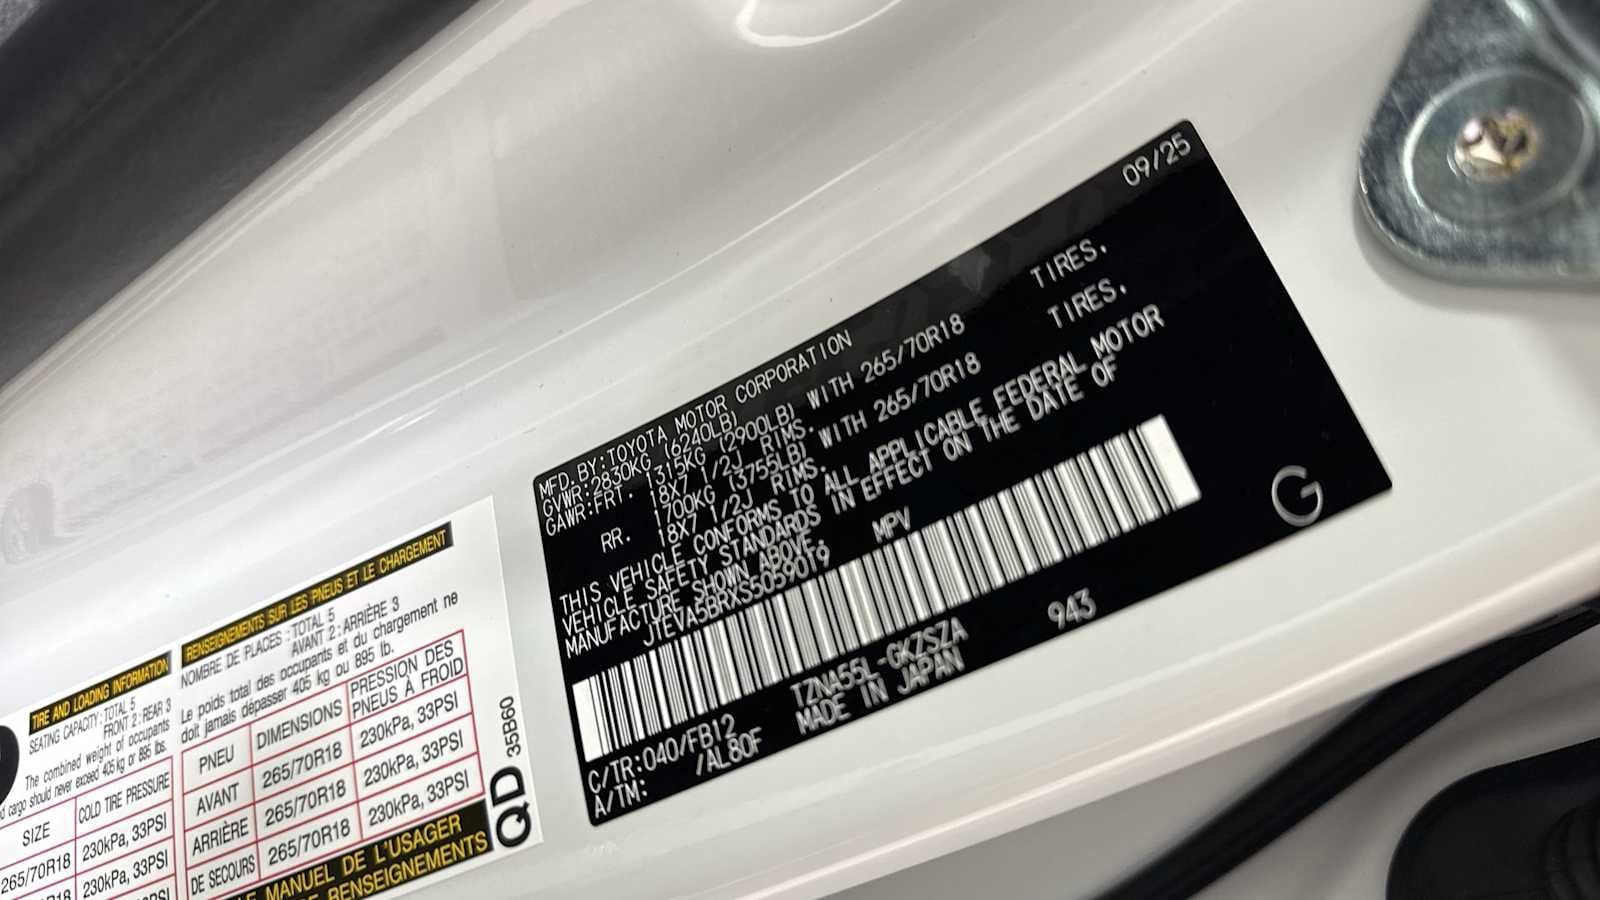 09/25
MFD.BY:TOYOTA MOTOR CORPORATION
GVWR:2830KG (6240LB)
GAWR:FRT. 1315KG (2900LB) WITH 265/70R18 TIRES.
18X7 1/2J RIMS.
RR. 1700KG (3755LB) WITH 265/70R18 TIRES.
18X7 1/2J RIMS.
THIS VEHICLE CONFORMS TO ALL APPLICABLE FEDERAL MOTOR
VEHICLE SAFETY STANDARDS IN EFFECT ON THE DATE OF
MANUFACTURE SHOWN ABOVE.
JTEVA5BRXS5059019 MPV
C/TR:040/FB12 TZNA55L-GKZSZA 943
A/TM: /AL80F MADE IN JAPAN
G
TIRE AND LOADING INFORMATION
SEATING CAPACITY: TOTAL 5
FRONT 2: REAR 3
The combined weight of occupants
cargo should never exceed 405 kg or 895 lbs.
SIZE COLD TIRE PRESSURE
265/70R18 230kPa, 33PSI
230kPa, 33PSI
RENSEIGNEMENTS SUR LES PNEUS ET LE CHARGEMENT
NOMBRE DE PLACES : TOTAL 5
AVANT 2 : ARRIÈRE 3
Le poids total des occupants et du chargement ne
doit jamais dépasser 405 kg ou 895 lb.
PNEU DIMENSIONS PRESSION DES PNEUS À FROID
AVANT 265/70R18 230kPa, 33PSI
ARRIÈRE 265/70R18 230kPa, 33PSI
DE SECOURS 265/70R18 230kPa, 33PSI
LE MANUEL DE L'USAGER
RENSEIGNEMENTS
QD 35B60